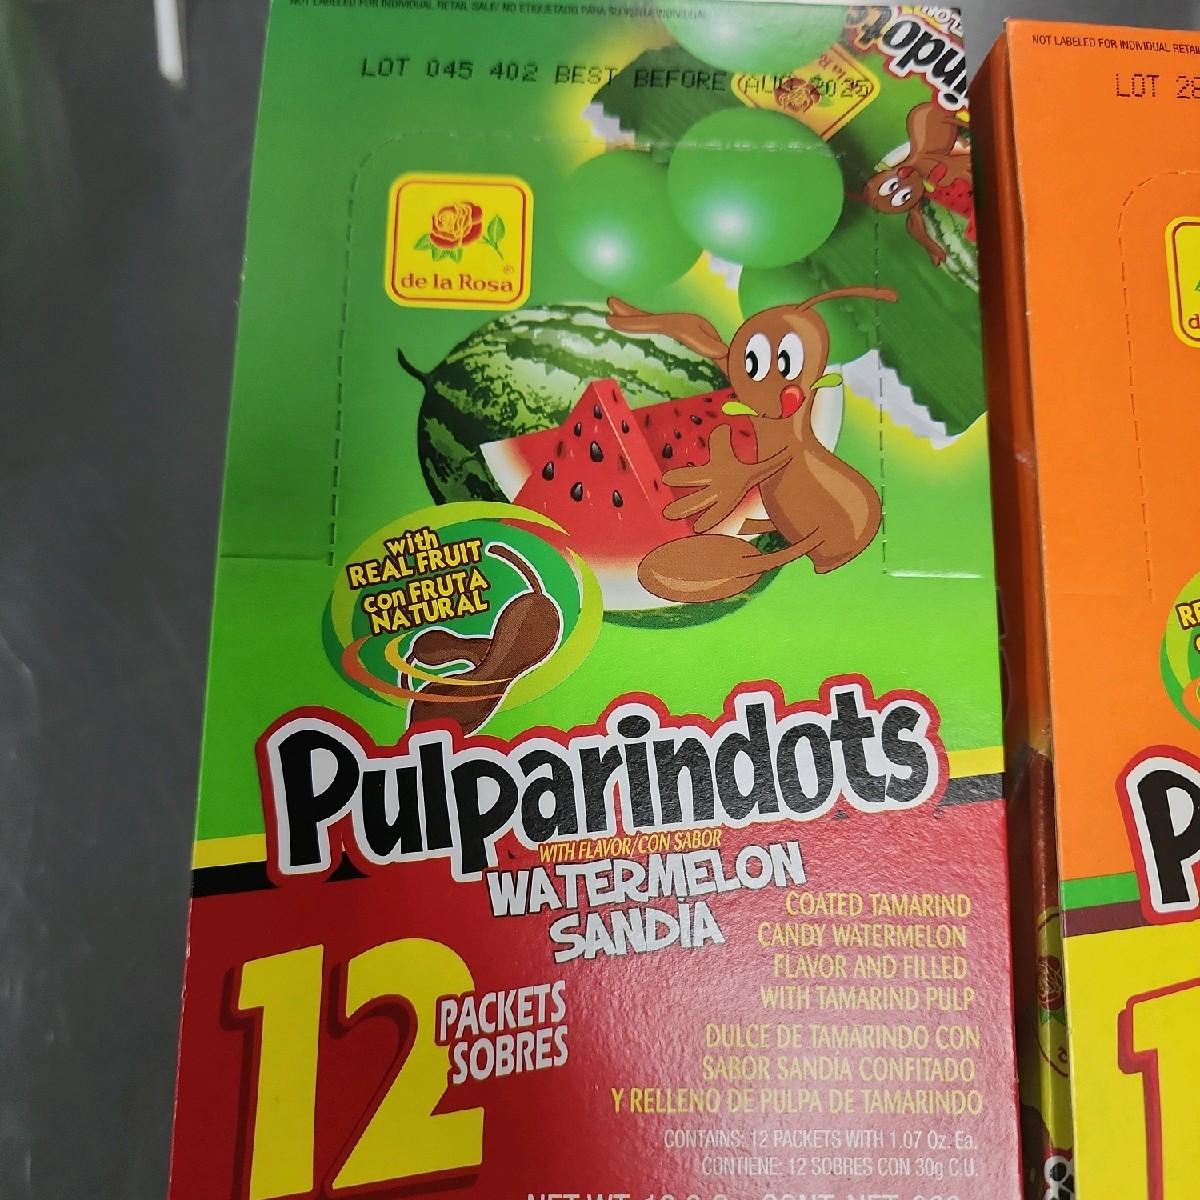 NOT LABELED FOR INDIVIDUAL RETAIL SALE/ NO ETIQUETADO PARA SU VENTA INDIVIDUAL
LOT 045 402 BEST BEFORE AUG 2025
de la Rosa®
with
REAL FRUIT
con FRUTA
NATURAL
Pulparindots
WITH FLAVOR/CON SABOR
WATERMELON
SANDÍA
12
PACKETS
SOBRES
COATED TAMARIND
CANDY WATERMELON
FLAVOR AND FILLED
WITH TAMARIND PULP
DULCE DE TAMARINDO CON
SABOR SANDÍA CONFITADO
Y RELLENO DE PULPA DE TAMARINDO
CONTAINS: 12 PACKETS WITH 1.07 Oz. Ea.
CONTIENE: 12 SOBRES CON 30g C.U.
NOT LABELED FOR INDIVIDUAL RETAIL
LOT 28